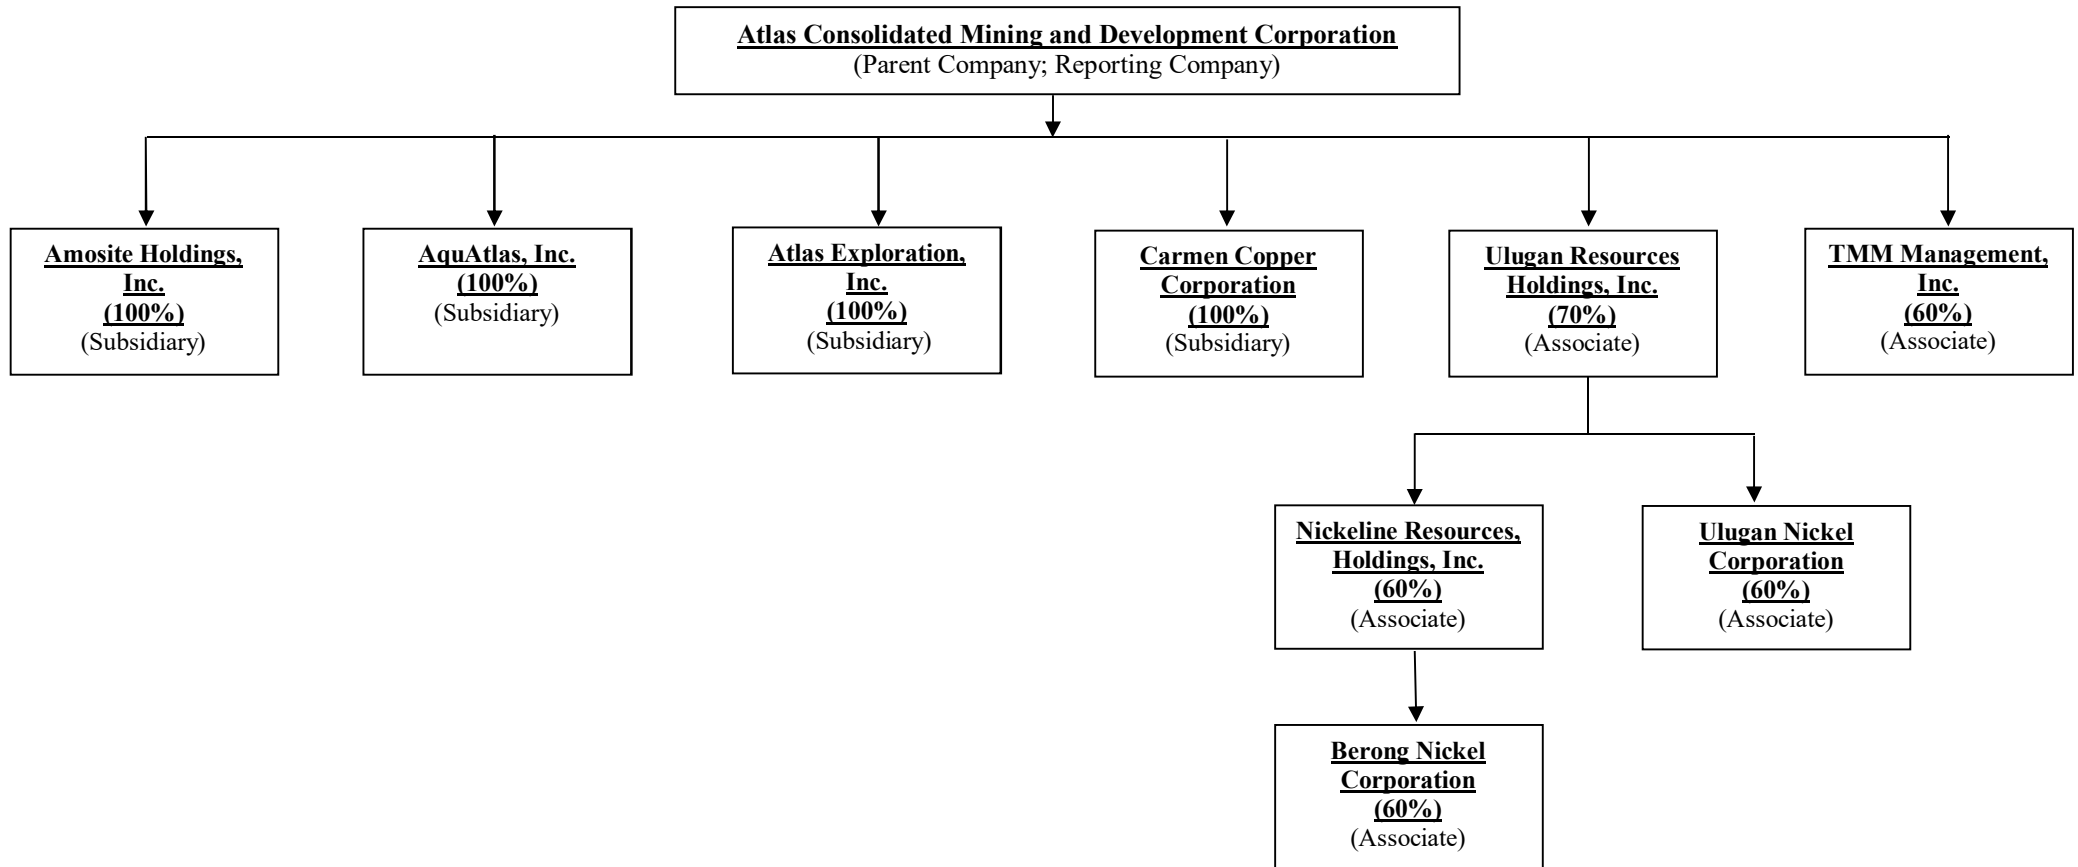 Atlas Consolidated Mining and Development Corporation
(Parent Company; Reporting Company)
Amosite Holdings,
Inc.
(100%)
(Subsidiary)
AquAtlas, Inc.
(100%)
(Subsidiary)
Atlas Exploration,
Inc.
(100%)
(Subsidiary)
Carmen Copper
Corporation
(100%)
(Subsidiary)
Ulugan Resources
Holdings, Inc.
(70%)
(Associate)
TMM Management,
Inc.
(60%)
(Associate)
Nickeline Resources,
Holdings, Inc.
(60%)
(Associate)
Ulugan Nickel
Corporation
(60%)
(Associate)
Berong Nickel
Corporation
(60%)
(Associate)